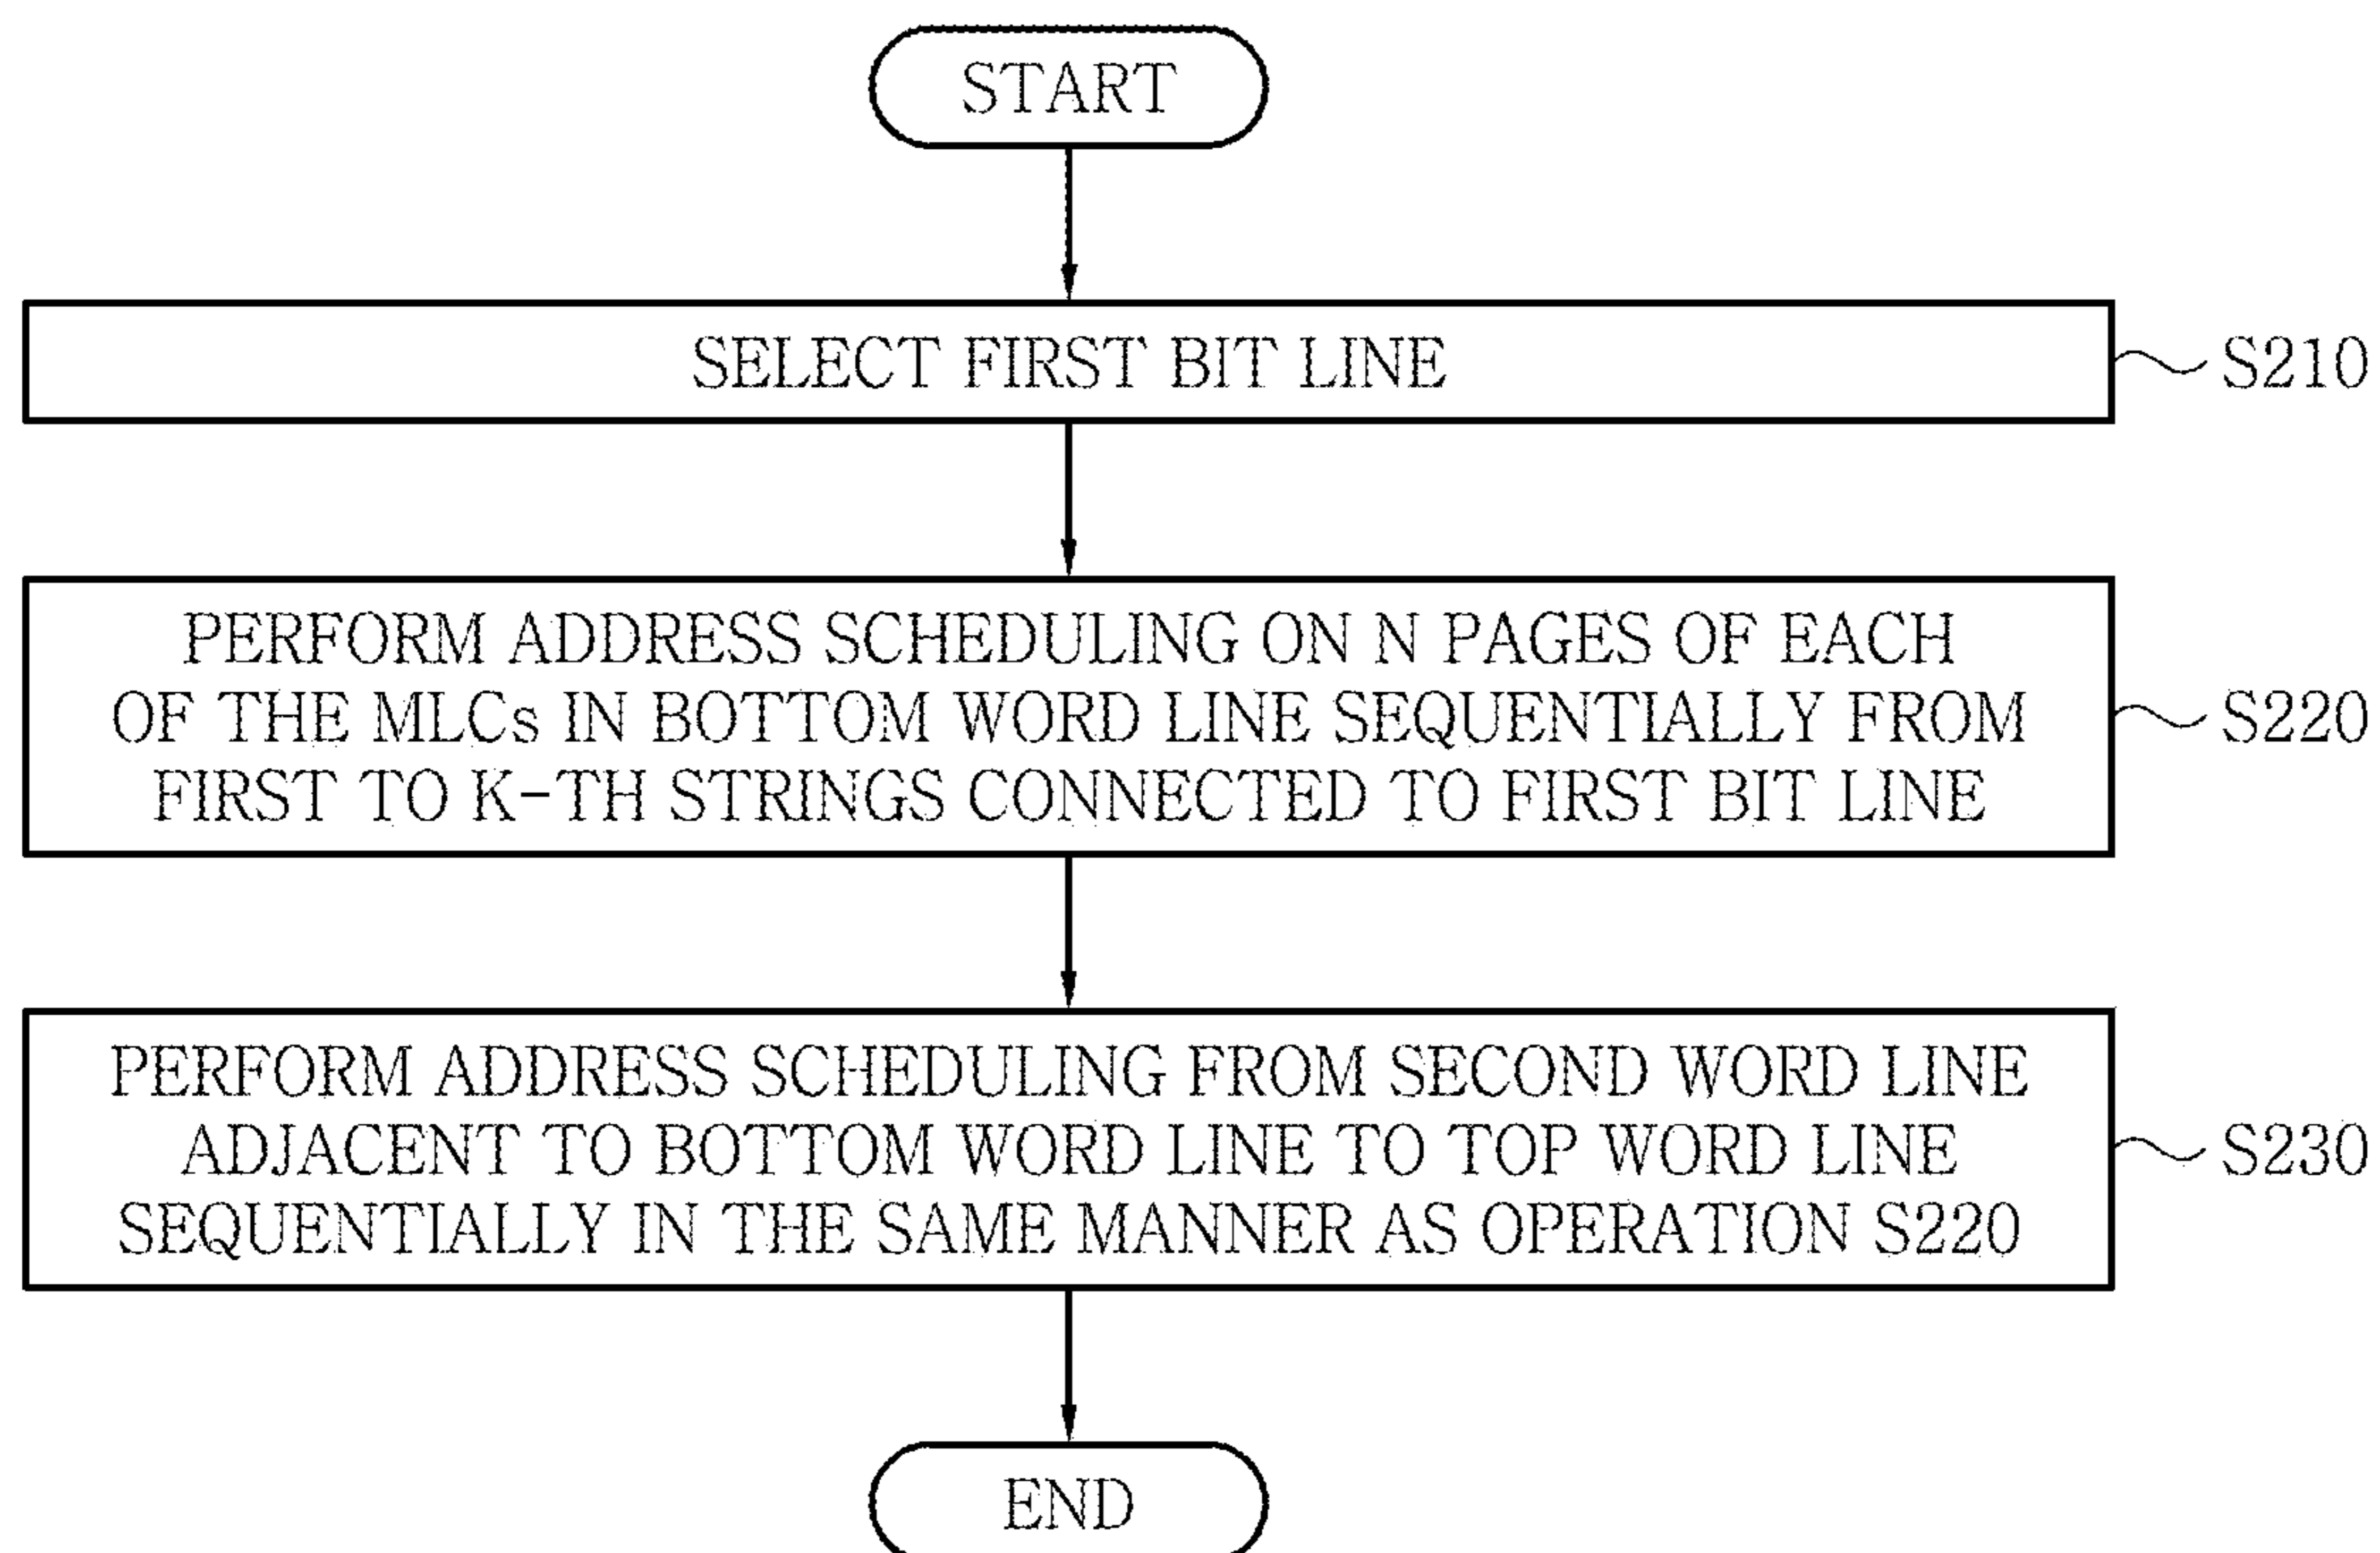 START
SELECT FIRST BIT LINE
S210
PERFORM ADDRESS SCHEDULING ON N PAGES OF EACH
OF THE MLCs IN BOTTOM WORD LINE SEQUENTIALLY FROM
FIRST TO K-TH STRINGS CONNECTED TO FIRST BIT LINE
S220
PERFORM ADDRESS SCHEDULING FROM SECOND WORD LINE
ADJACENT TO BOTTOM WORD LINE TO TOP WORD LINE
SEQUENTIALLY IN THE SAME MANNER AS OPERATION S220
S230
END